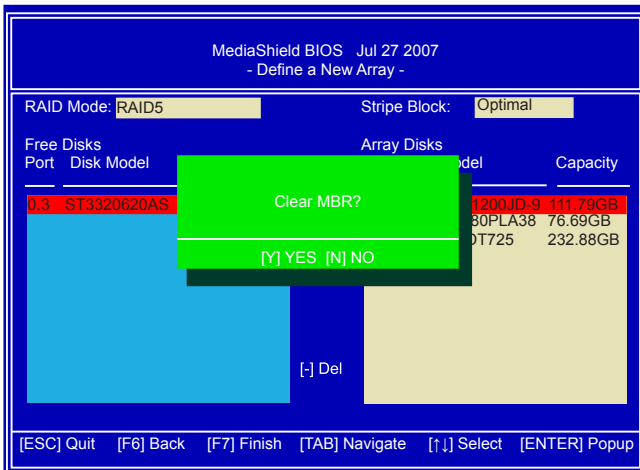 MediaShield BIOS Jul 27 2007
- Define a New Array -
RAID Mode: RAID5 Stripe Block: Optimal
Free Disks Array Disks
Port Disk Model Capacity
0.3 ST3320620AS 1200JD-9 111.79GB
80PLA38 76.69GB
DT725 232.88GB
Clear MBR?
[Y] YES [N] NO
[-] Del
[ESC] Quit [F6] Back [F7] Finish [TAB] Navigate [↑↓] Select [ENTER] Popup